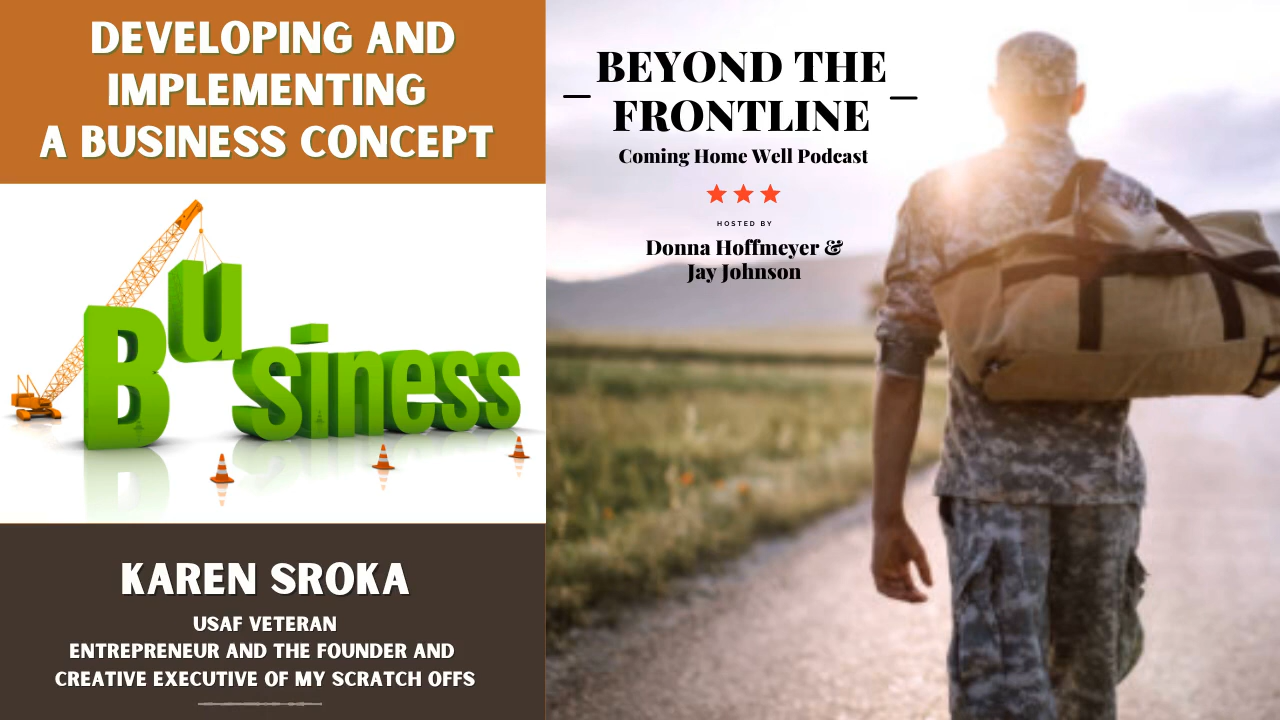 DEVELOPING AND
IMPLEMENTING
A BUSINESS CONCEPT
Business
KAREN SROKA
USAF VETERAN
ENTREPRENEUR AND THE FOUNDER AND
CREATIVE EXECUTIVE OF MY SCRATCH OFFS
BEYOND THE
FRONTLINE
Coming Home Well Podcast
HOSTED BY
Donna Hoffmeyer &
Jay Johnson